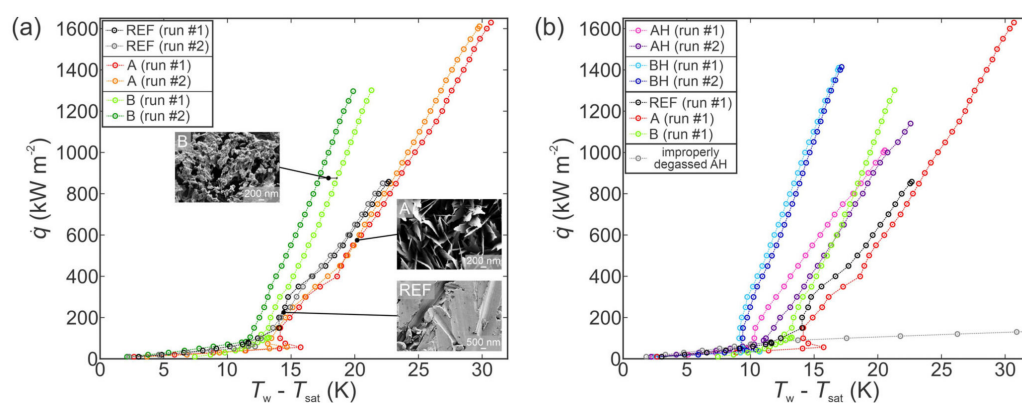 (a)
1600
1400
1200
1000
800
600
400
200
0
q̇ (kW m⁻²)
REF (run #1)
REF (run #2)
A (run #1)
A (run #2)
B (run #1)
B (run #2)
B
200 nm
A
200 nm
REF
500 nm
0 5 10 15 20 25 30
T_w - T_sat (K)
(b)
1600
1400
1200
1000
800
600
400
200
0
q̇ (kW m⁻²)
AH (run #1)
AH (run #2)
BH (run #1)
BH (run #2)
REF (run #1)
A (run #1)
B (run #1)
improperly
degassed AH
0 5 10 15 20 25 30
T_w - T_sat (K)